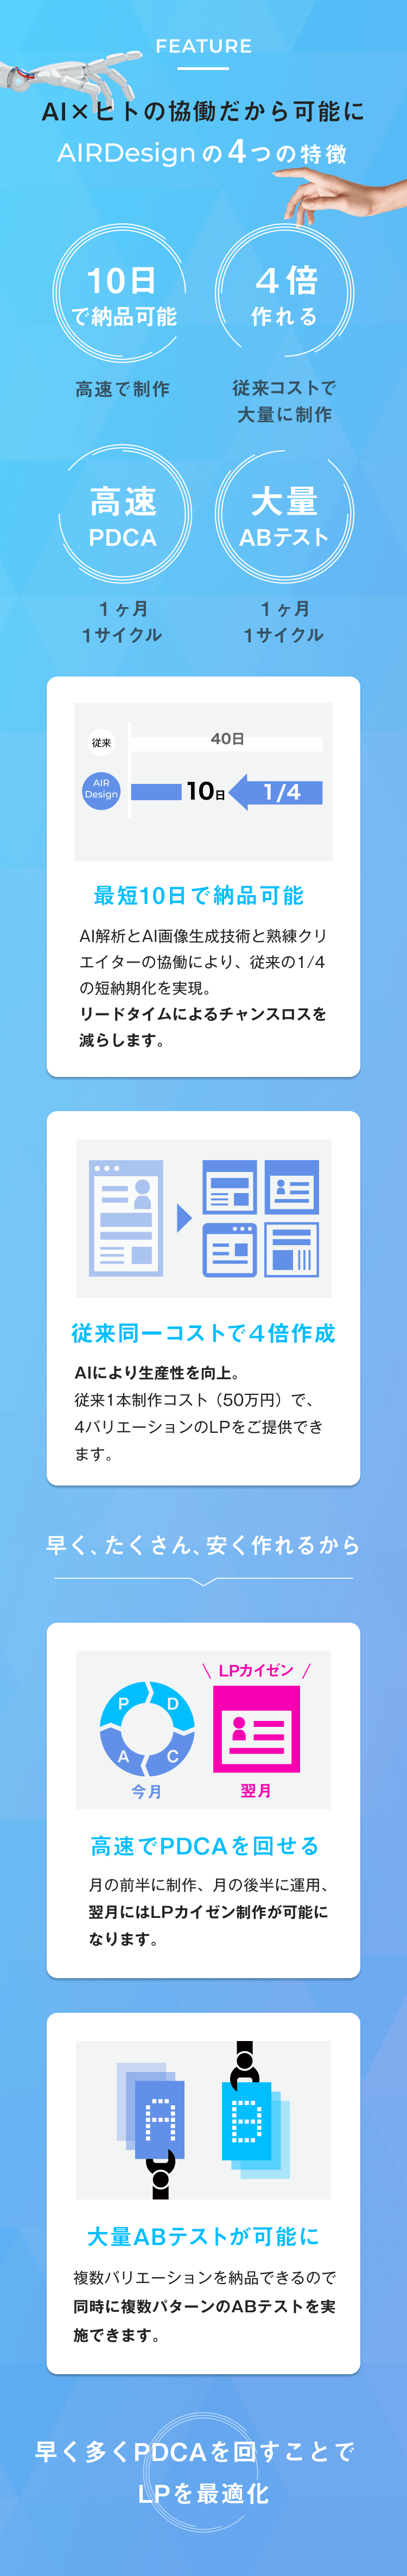 FEATURE
AI×ヒトの協働だから可能に
AIRDesignの4つの特徴
10日
で納品可能
4倍
作れる
高速で制作
従来コストで
大量に制作
高速
PDCA
大量
ABテスト
1ヶ月
1サイクル
1ヶ月
1サイクル
従来
40日
AIR
Design
10日
1/4
最短10日で納品可能
AI解析とAI画像生成技術と熟練クリ
エイターの協働により、従来の1/4
の短納期化を実現。
リードタイムによるチャンスロスを
減らします。
従来同一コストで4倍作成
AIにより生産性を向上。
従来1本制作コスト（50万円）で、
4バリエーションのLPをご提供でき
ます。
早く、たくさん、安く作れるから
\ LPカイゼン /
P
D
A
C
今月
翌月
高速でPDCAを回せる
月の前半に制作、月の後半に運用、
翌月にはLPカイゼン制作が可能に
なります。
A
B
大量ABテストが可能に
複数バリエーションを納品できるので
同時に複数パターンのABテストを実
施できます。
早く多くPDCAを回すことで
LPを最適化